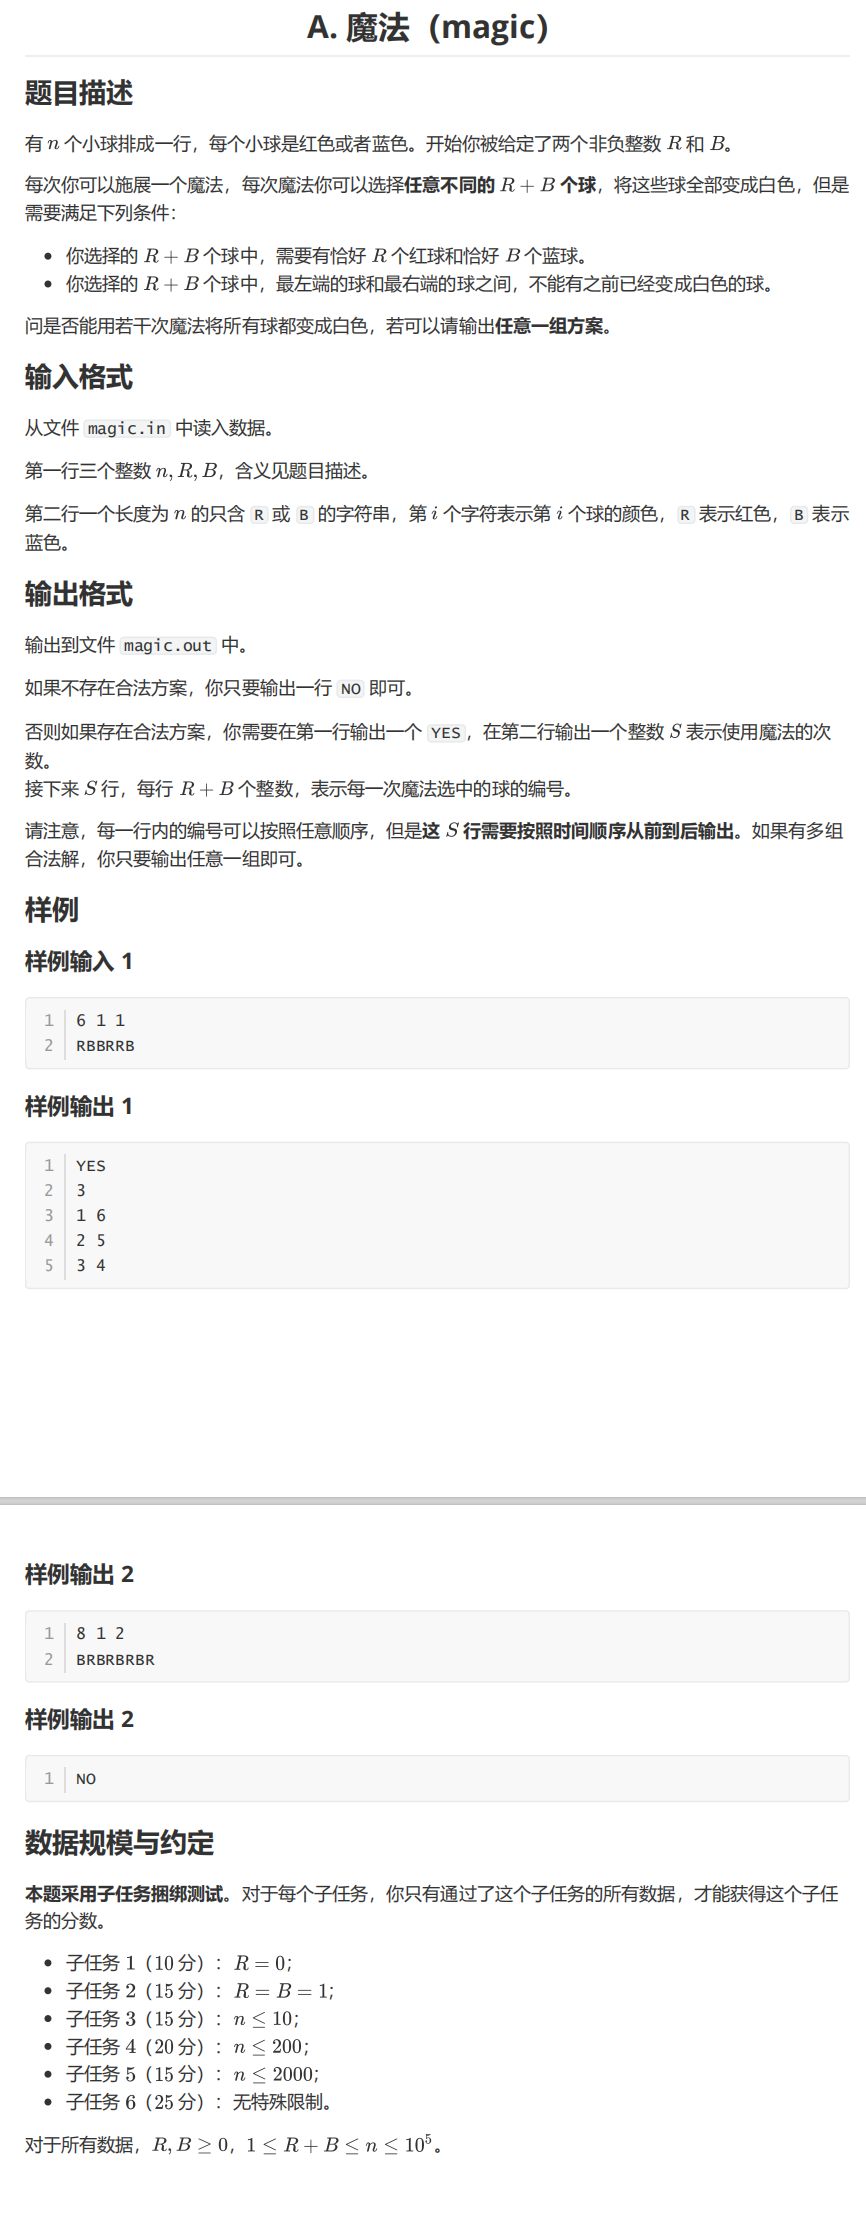 A. 魔法（magic）
题目描述
有 n 个小球排成一行，每个小球是红色或者蓝色。开始你被给定了两个非负整数 R 和 B。
每次你可以施展一个魔法，每次魔法你可以选择任意不同的 R + B 个球，将这些球全部变成白色，但是
需要满足下列条件：
• 你选择的 R + B 个球中，需要有恰好 R 个红球和恰好 B 个蓝球。
• 你选择的 R + B 个球中，最左端的球和最右端的球之间，不能有之前已经变成白色的球。
问是否能用若干次魔法将所有球都变成白色，若可以请输出任意一组方案。
输入格式
从文件 magic.in 中读入数据。
第一行三个整数 n, R, B，含义见题目描述。
第二行一个长度为 n 的只含 R 或 B 的字符串，第 i 个字符表示第 i 个球的颜色，R 表示红色，B 表示
蓝色。
输出格式
输出到文件 magic.out 中。
如果不存在合法方案，你只要输出一行 NO 即可。
否则如果存在合法方案，你需要在第一行输出一个 YES，在第二行输出一个整数 S 表示使用魔法的次
数。
接下来 S 行，每行 R + B 个整数，表示每一次魔法选中的球的编号。
请注意，每一行内的编号可以按照任意顺序，但是这 S 行需要按照时间顺序从前到后输出。如果有多组
合法解，你只要输出任意一组即可。
样例
样例输入 1
1 6 1 1
2 RBBRRB
样例输出 1
1 YES
2 3
3 1 6
4 2 5
5 3 4
样例输出 2
1 8 1 2
2 BRBRBRBR
样例输出 2
1 NO
数据规模与约定
本题采用子任务捆绑测试。对于每个子任务，你只有通过了这个子任务的所有数据，才能获得这个子任
务的分数。
• 子任务 1（10 分）：R = 0；
• 子任务 2（15 分）：R = B = 1；
• 子任务 3（15 分）：n ≤ 10；
• 子任务 4（20 分）：n ≤ 200；
• 子任务 5（15 分）：n ≤ 2000；
• 子任务 6（25 分）：无特殊限制。
对于所有数据，R, B ≥ 0，1 ≤ R + B ≤ n ≤ 10⁵。